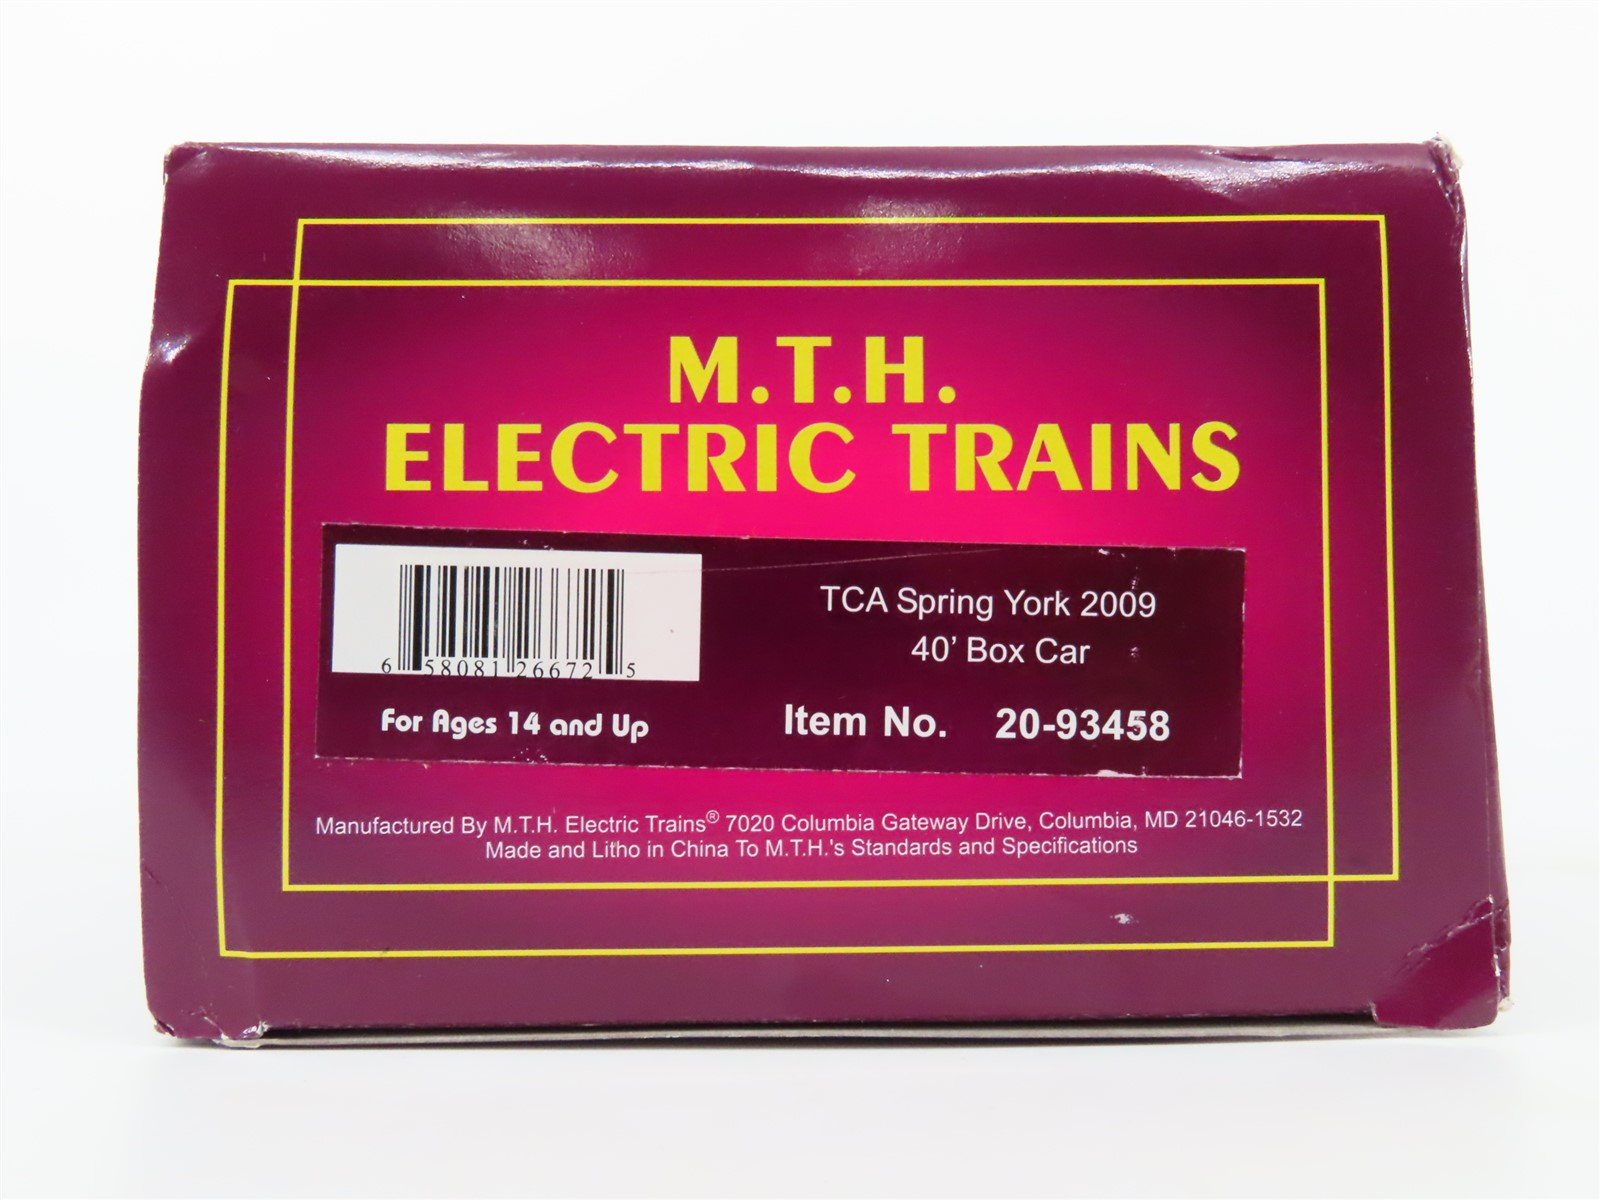 M.T.H.
ELECTRIC TRAINS
6 58081 26672 5
TCA Spring York 2009
40' Box Car
For Ages 14 and Up
Item No. 20-93458
Manufactured By M.T.H. Electric Trains® 7020 Columbia Gateway Drive, Columbia, MD 21046-1532
Made and Litho in China To M.T.H.'s Standards and Specifications